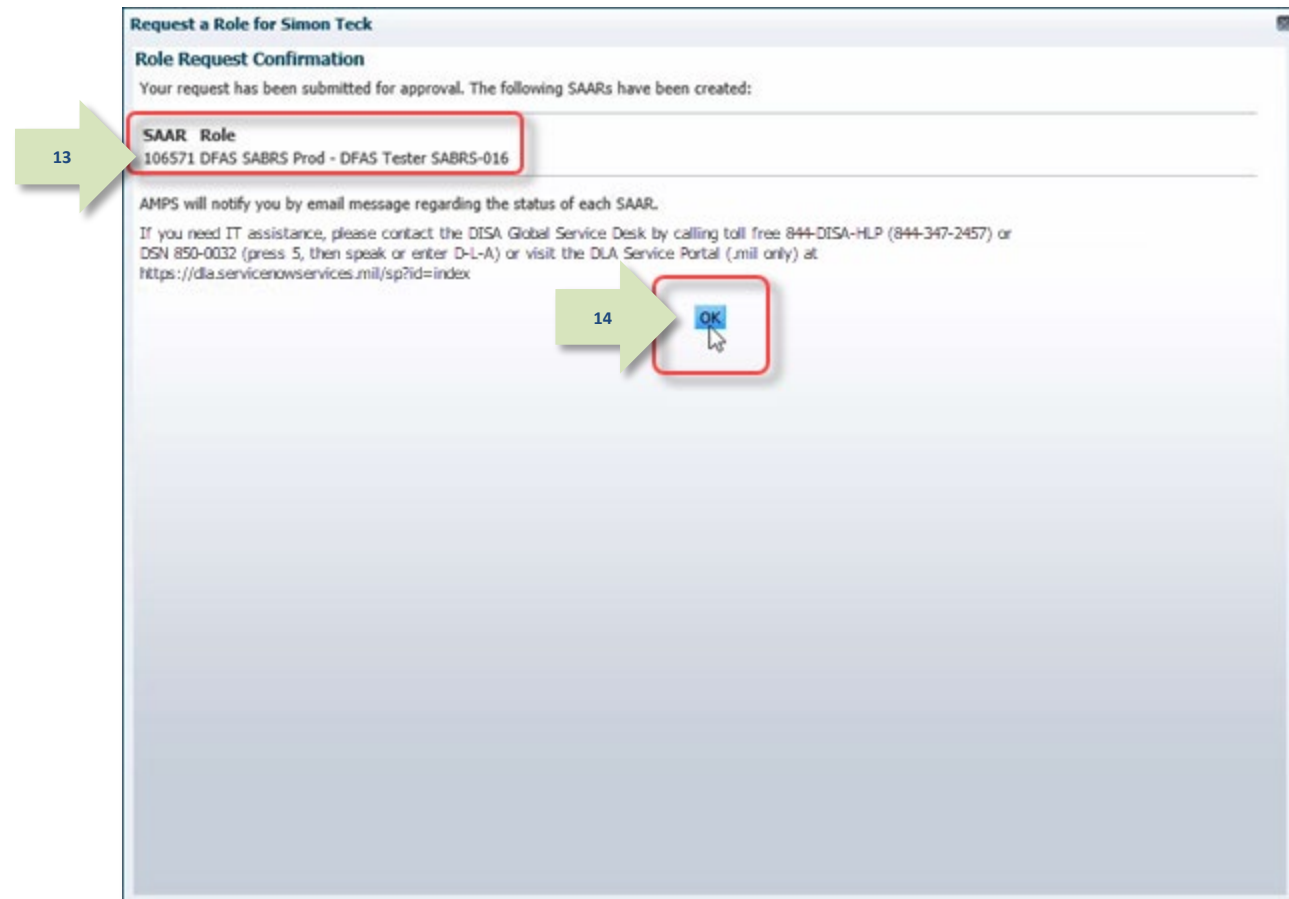 Request a Role for Simon Teck
Role Request Confirmation
Your request has been submitted for approval. The following SAARs have been created:
SAAR Role
13
106571 DFAS SABRS Prod - DFAS Tester SABRS-016
AMPS will notify you by email message regarding the status of each SAAR.
If you need IT assistance, please contact the DISA Global Service Desk by calling toll free 844-DISA-HLP (844-347-2457) or
DSN 850-0032 (press 5, then speak or enter D-L-A) or visit the DLA Service Portal (.mil only) at
https://dla.servicenowservices.mil/sp?id=index
14
OK